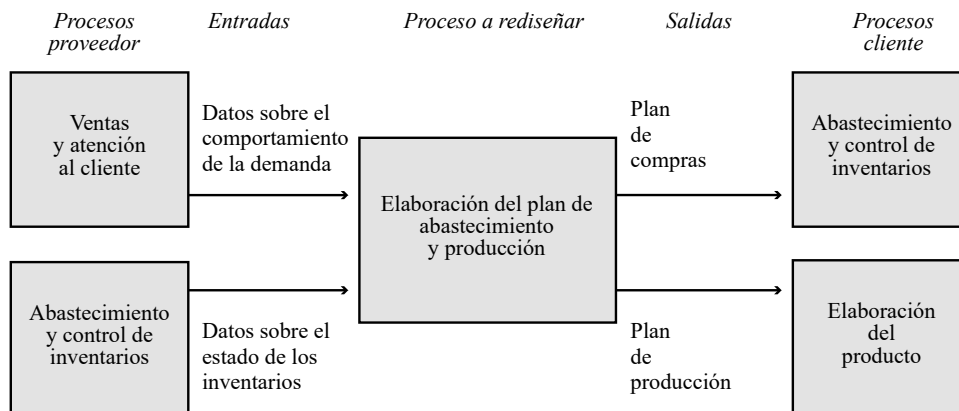 Procesos
proveedor
Entradas
Proceso a rediseñar
Salidas
Procesos
cliente
Ventas
y atención
al cliente
Datos sobre el
comportamiento
de la demanda
Elaboración del plan de
abastecimiento
y producción
Plan
de
compras
Abastecimiento
y control de
inventarios
Abastecimiento
y control de
inventarios
Datos sobre el
estado de los
inventarios
Plan
de
producción
Elaboración
del
producto